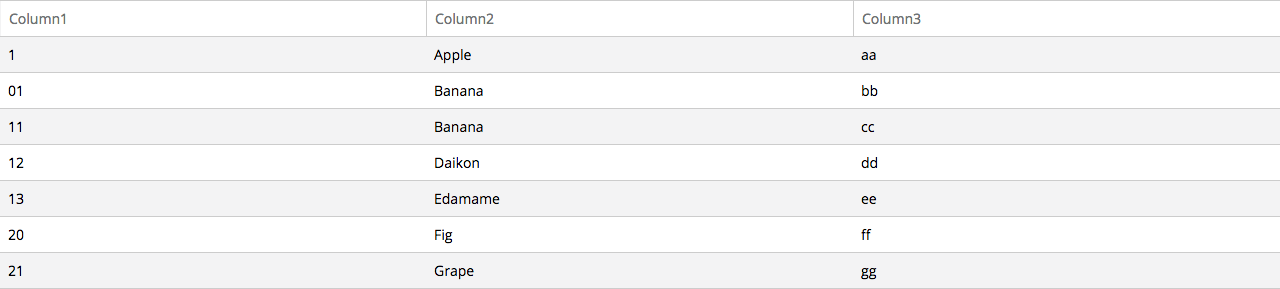 Column1 Column2 Column3
1 Apple aa
01 Banana bb
11 Banana cc
12 Daikon dd
13 Edamame ee
20 Fig ff
21 Grape gg